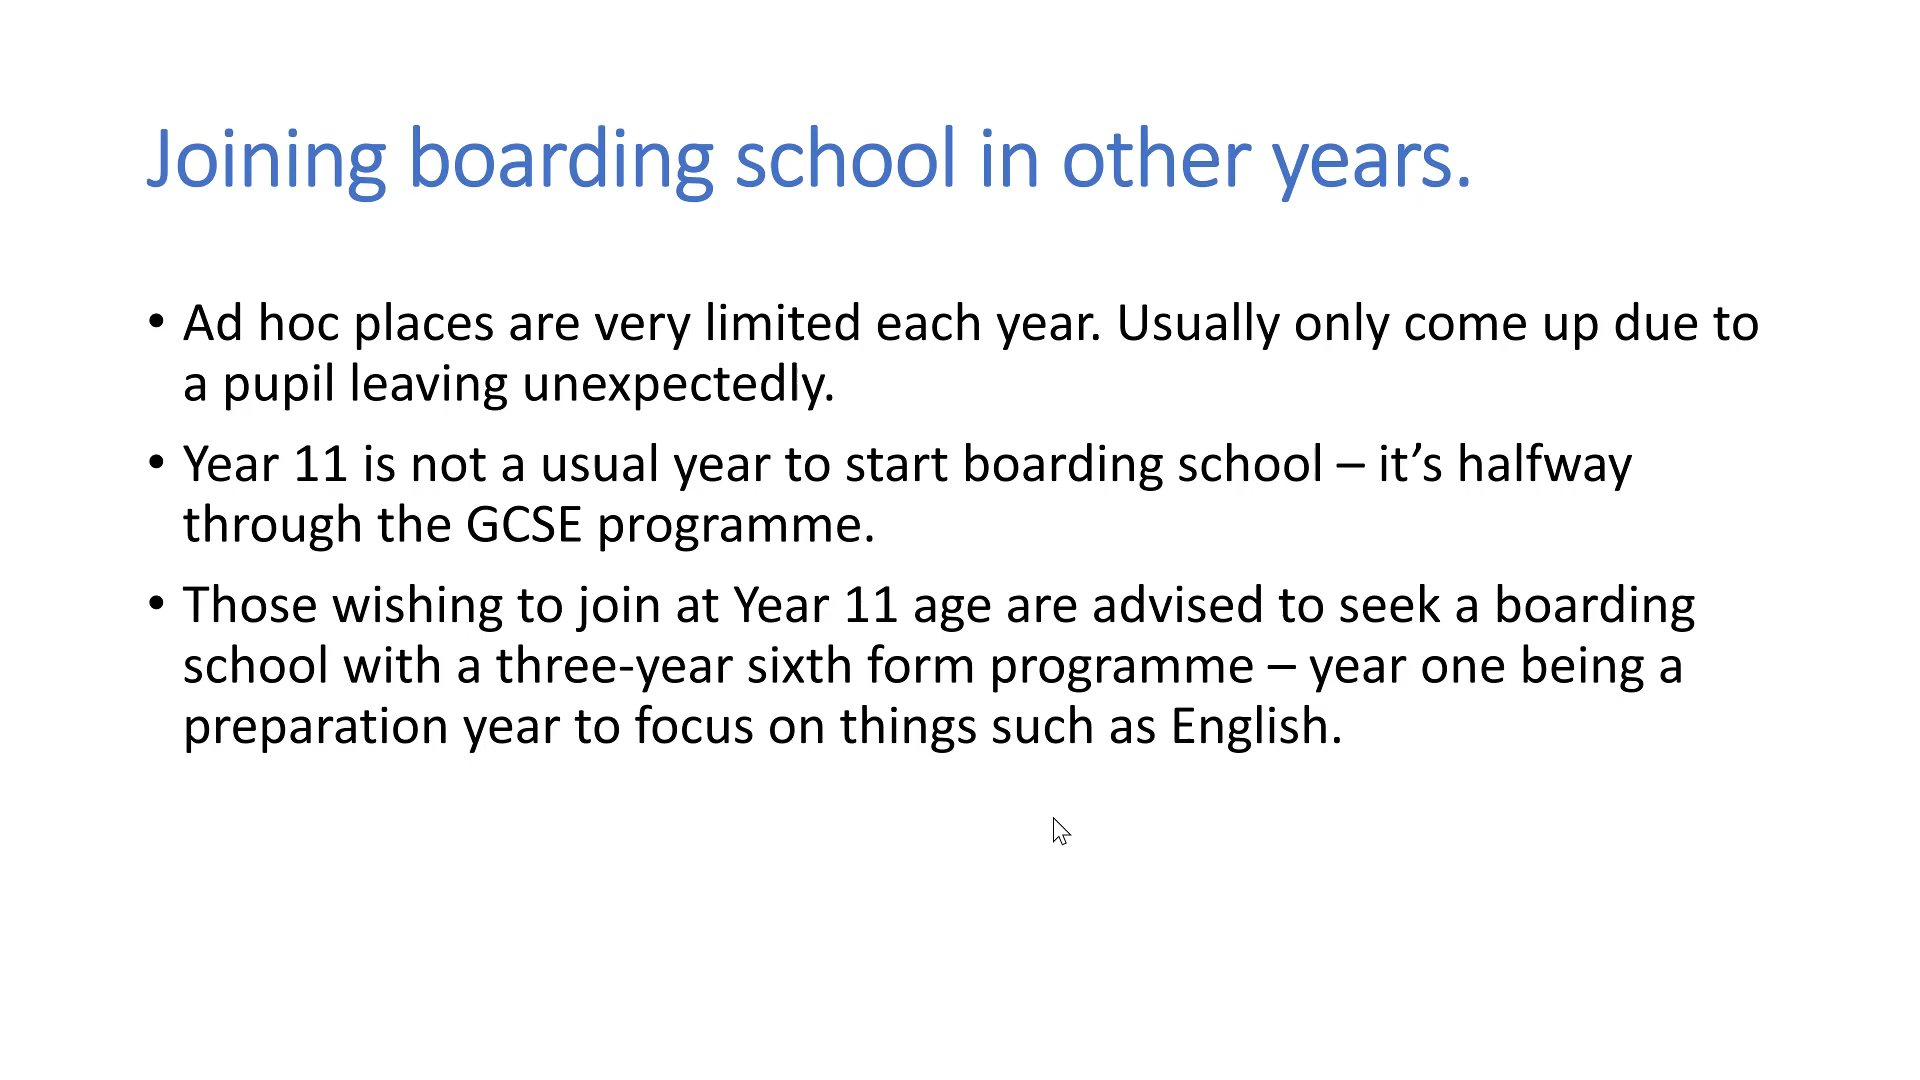 Joining boarding school in other years.
• Ad hoc places are very limited each year. Usually only come up due to
a pupil leaving unexpectedly.
• Year 11 is not a usual year to start boarding school – it’s halfway
through the GCSE programme.
• Those wishing to join at Year 11 age are advised to seek a boarding
school with a three-year sixth form programme – year one being a
preparation year to focus on things such as English.